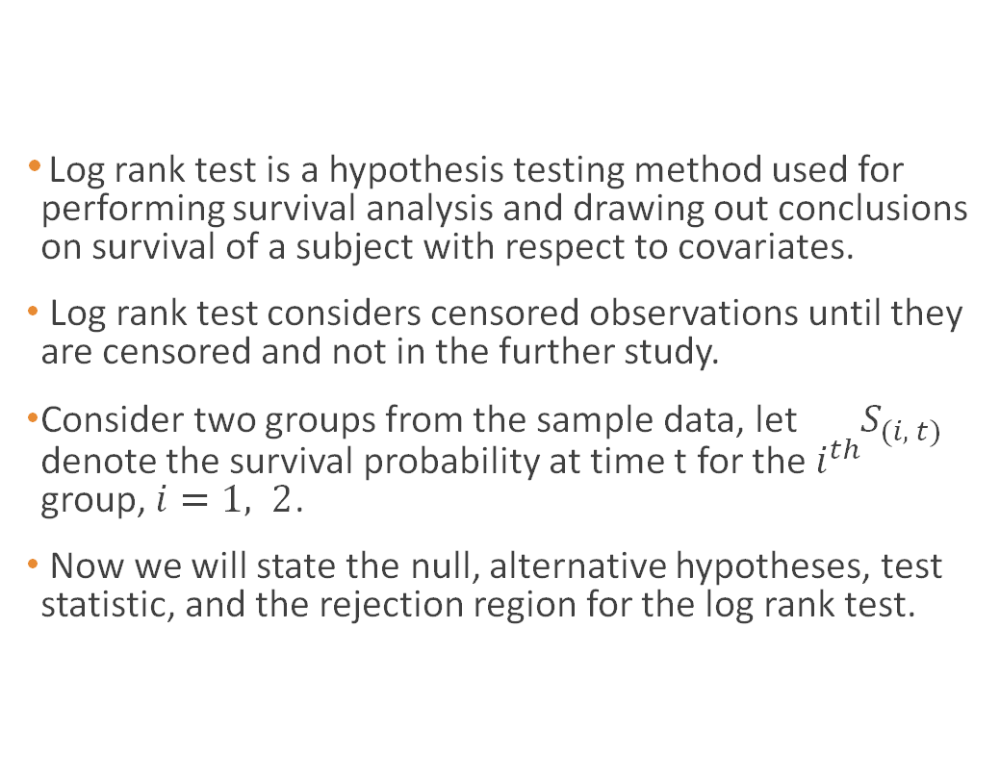 • Log rank test is a hypothesis testing method used for
performing survival analysis and drawing out conclusions
on survival of a subject with respect to covariates.
• Log rank test considers censored observations until they
are censored and not in the further study.
•Consider two groups from the sample data, let S(i, t)
denote the survival probability at time t for the i^th
group, i = 1, 2.
• Now we will state the null, alternative hypotheses, test
statistic, and the rejection region for the log rank test.